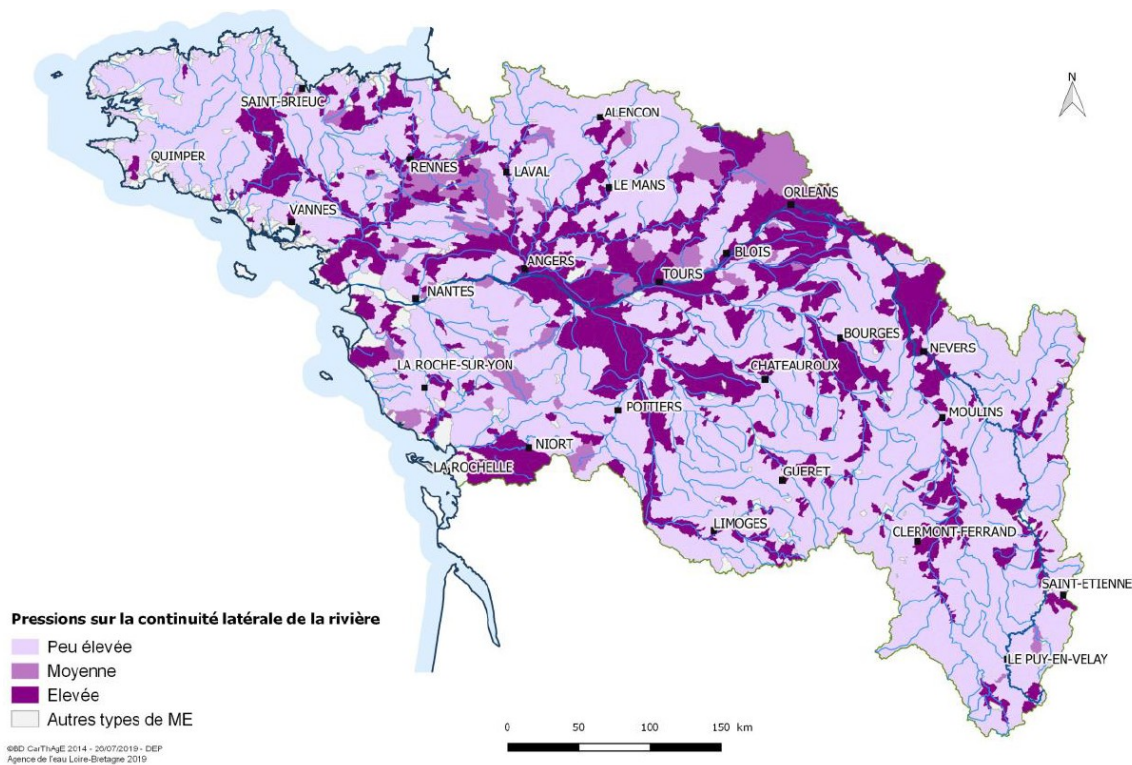 N
SAINT-BRIEUC
ALENCON
QUIMPER
RENNES
LAVAL
LE MANS
ORLEANS
VANNES
BLOIS
ANGERS
TOURS
NANTES
BOURGES
NEVERS
LA ROCHE-SUR-YON
CHATEAUROUX
POITIERS
MOULINS
NIORT
LA ROCHELLE
GUERET
LIMOGES
CLERMONT-FERRAND
SAINT-ETIENNE
LE PUY-EN-VELAY
Pressions sur la continuité latérale de la rivière
Peu élevée
Moyenne
Elevée
Autres types de ME
0 50 100 150 km
©BD CarThAgE 2014 - 26/07/2019 - DEP
Agence de l'eau Loire-Bretagne 2019